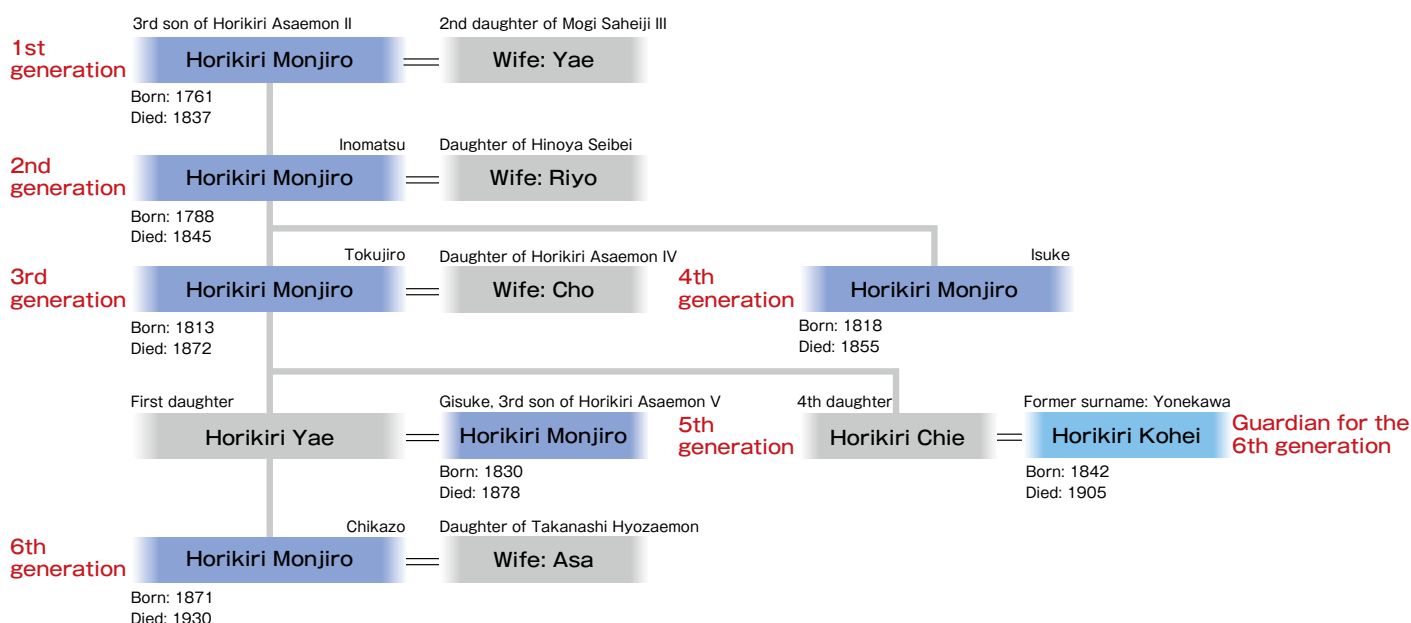 3rd son of Horikiri Asaemon II
2nd daughter of Mogi Saheiji III
1st
generation
Horikiri Monjiro
Wife: Yae
Born: 1761
Died: 1837
Inomatsu
Daughter of Hinoya Seibei
2nd
generation
Horikiri Monjiro
Wife: Riyo
Born: 1788
Died: 1845
Tokujiro
Daughter of Horikiri Asaemon IV
Isuke
3rd
generation
Horikiri Monjiro
Wife: Cho
4th
generation
Horikiri Monjiro
Born: 1813
Died: 1872
Born: 1818
Died: 1855
First daughter
Gisuke, 3rd son of Horikiri Asaemon V
4th daughter
Former surname: Yonekawa
Horikiri Yae
Horikiri Monjiro
5th
generation
Horikiri Chie
Horikiri Kohei
Guardian for the
6th generation
Born: 1830
Died: 1878
Born: 1842
Died: 1905
Chikazo
Daughter of Takanashi Hyozaemon
6th
generation
Horikiri Monjiro
Wife: Asa
Born: 1871
Died: 1930